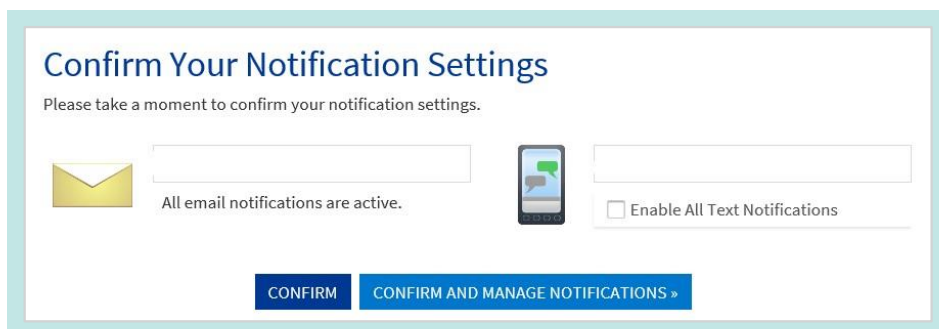 Confirm Your Notification Settings
Please take a moment to confirm your notification settings.
All email notifications are active.
Enable All Text Notifications
CONFIRM
CONFIRM AND MANAGE NOTIFICATIONS »